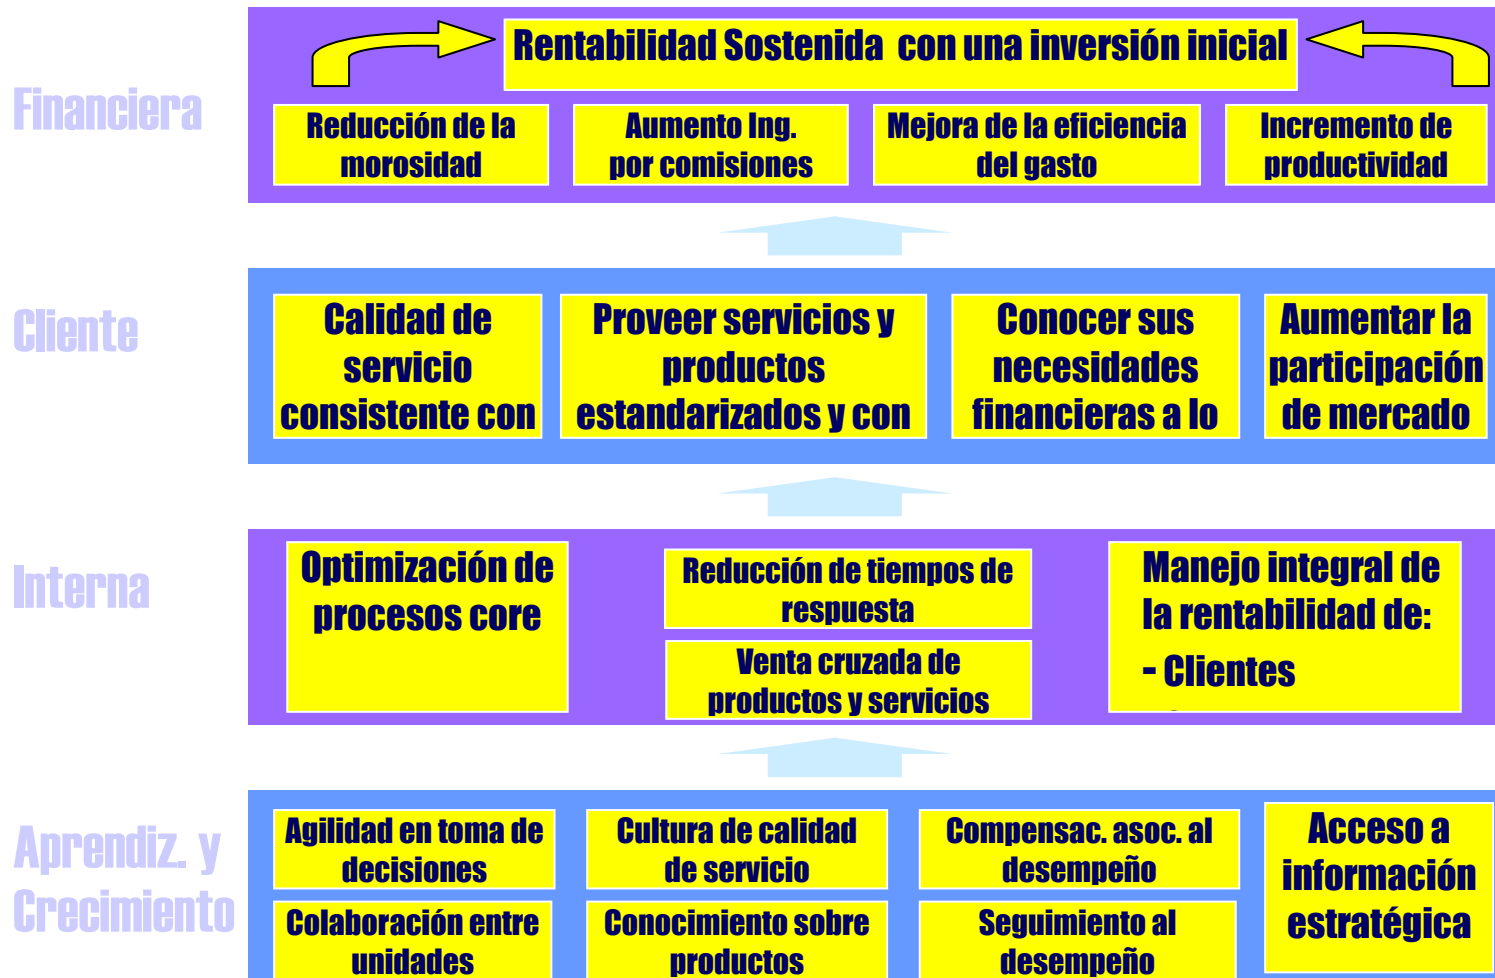 Financiera
Rentabilidad Sostenida con una inversión inicial
Reducción de la
morosidad
Aumento Ing.
por comisiones
Mejora de la eficiencia
del gasto
Incremento de
productividad
Cliente
Calidad de
servicio
consistente con
Proveer servicios y
productos
estandarizados y con
Conocer sus
necesidades
financieras a lo
Aumentar la
participación
de mercado
Interna
Optimización de
procesos core
Reducción de tiempos de
respuesta
Venta cruzada de
productos y servicios
Manejo integral de
la rentabilidad de:
- Clientes
Aprendiz. y
Crecimiento
Agilidad en toma de
decisiones
Cultura de calidad
de servicio
Compensac. asoc. al
desempeño
Acceso a
información
estratégica
Colaboración entre
unidades
Conocimiento sobre
productos
Seguimiento al
desempeño